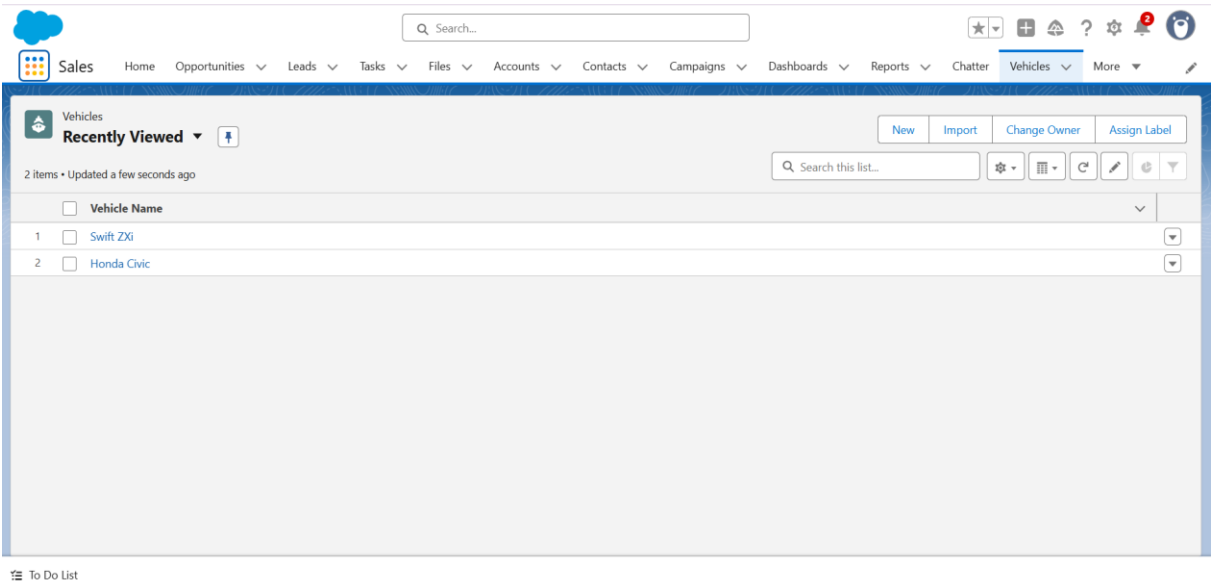 Search...
2
Sales Home Opportunities Leads Tasks Files Accounts Contacts Campaigns Dashboards Reports Chatter Vehicles More
Vehicles
Recently Viewed
New Import Change Owner Assign Label
2 items • Updated a few seconds ago
Search this list...
Vehicle Name
1 Swift ZXi
2 Honda Civic
To Do List